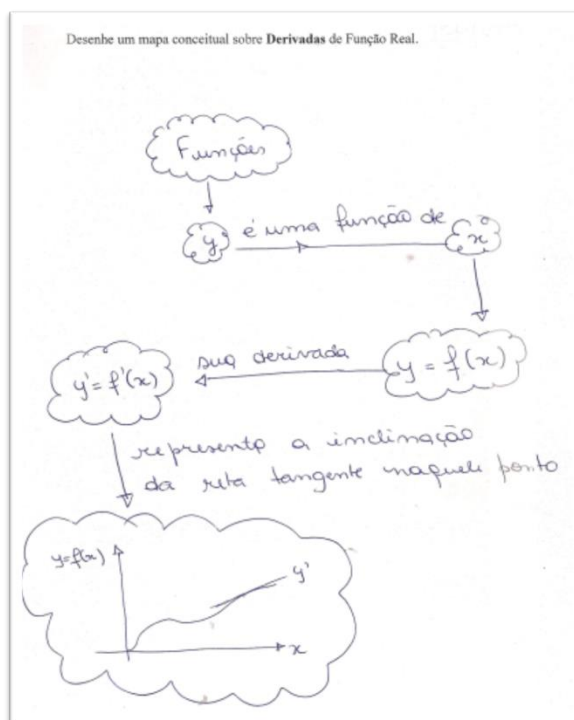 Desenhe um mapa conceitual sobre Derivadas de Função Real.
Funções
y é uma função de x
y = f(x)
sua derivada
y' = f'(x)
representa a inclinação
da reta tangente naquele ponto
y=f(x)
y'
x